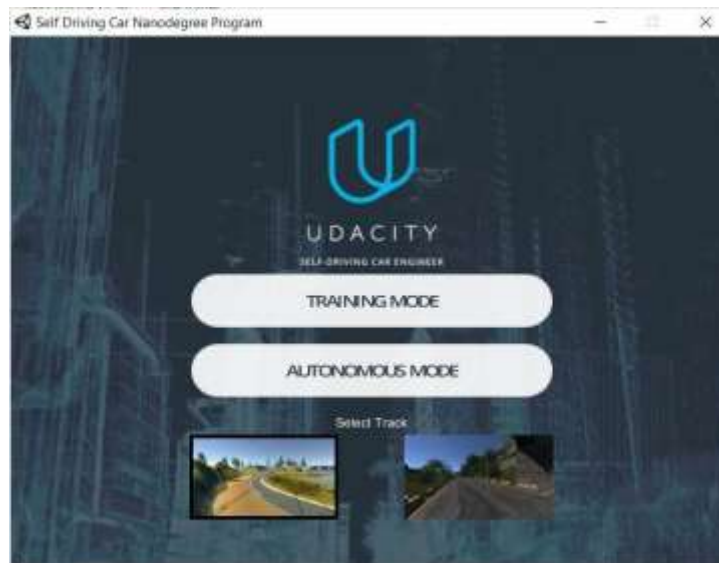 Self Driving Car Nanodegree Program
UDACITY
SELF-DRIVING CAR ENGINEER
TRAINING MODE
AUTONOMOUS MODE
Select Track